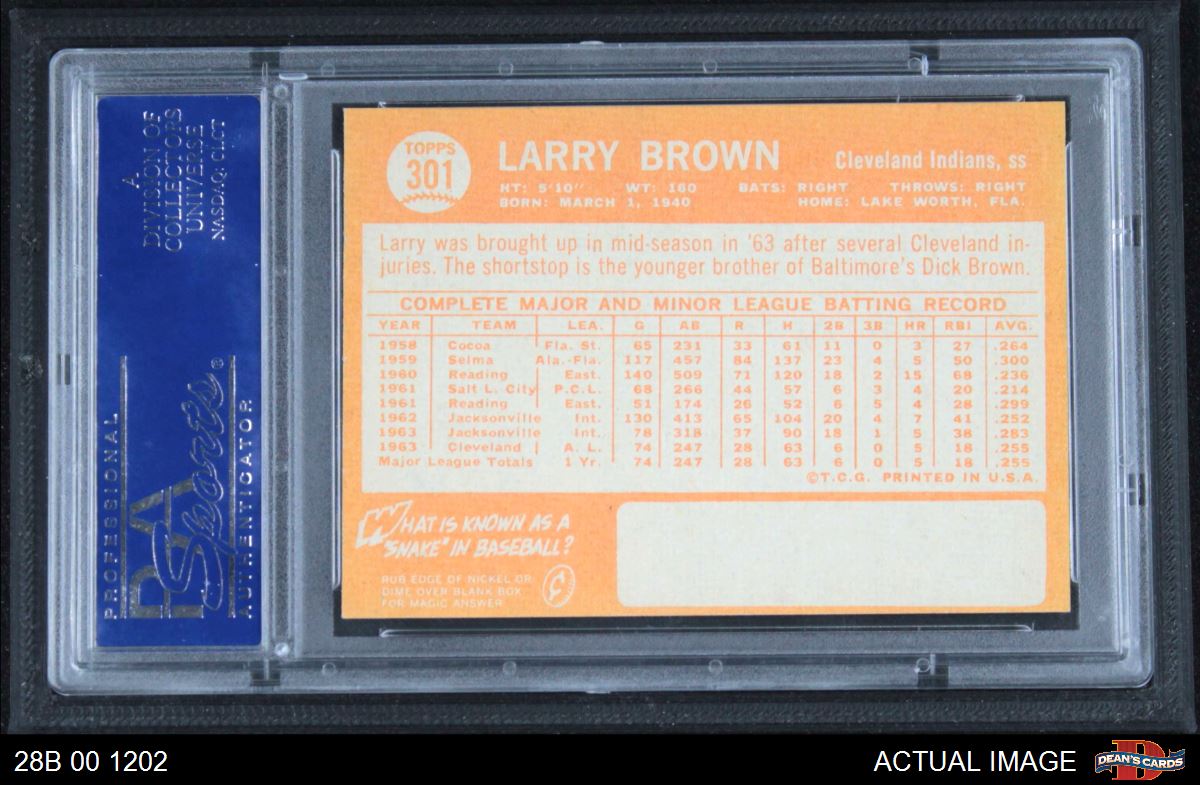 A
DIVISION OF
COLLECTORS
UNIVERSE
NASDAQ: CLCT
PROFESSIONAL
PSA
Sports®
AUTHENTICATOR
TOPPS
301
LARRY BROWN Cleveland Indians, ss
HT: 5'10" WT: 160 BATS: RIGHT THROWS: RIGHT
BORN: MARCH 1, 1940 HOME: LAKE WORTH, FLA.
Larry was brought up in mid-season in '63 after several Cleveland in-
juries. The shortstop is the younger brother of Baltimore's Dick Brown.
COMPLETE MAJOR AND MINOR LEAGUE BATTING RECORD
YEAR TEAM LEA. G AB R H 2B 3B HR RBI AVG.
1958 Cocoa Fla. St. 65 231 33 61 11 0 3 27 .264
1959 Selma Ala.-Fla. 117 457 84 137 23 4 5 50 .300
1960 Reading East. 140 509 71 120 18 2 15 68 .236
1961 Salt L. City P.C.L. 68 266 44 57 6 3 4 20 .214
1961 Reading East. 51 174 26 52 6 5 4 28 .299
1962 Jacksonville Int. 130 413 65 104 20 4 7 41 .252
1963 Jacksonville Int. 78 318 37 90 18 1 5 38 .283
1963 Cleveland A. L. 74 247 28 63 6 0 5 18 .255
Major League Totals 1 Yr. 74 247 28 63 6 0 5 18 .255
©T.C.G. PRINTED IN U.S.A.
WHAT IS KNOWN AS A
"SNAKE" IN BASEBALL?
RUB EDGE OF NICKEL OR
DIME OVER BLANK BOX
FOR MAGIC ANSWER
28B 00 1202
ACTUAL IMAGE
D
DEAN'S CARDS